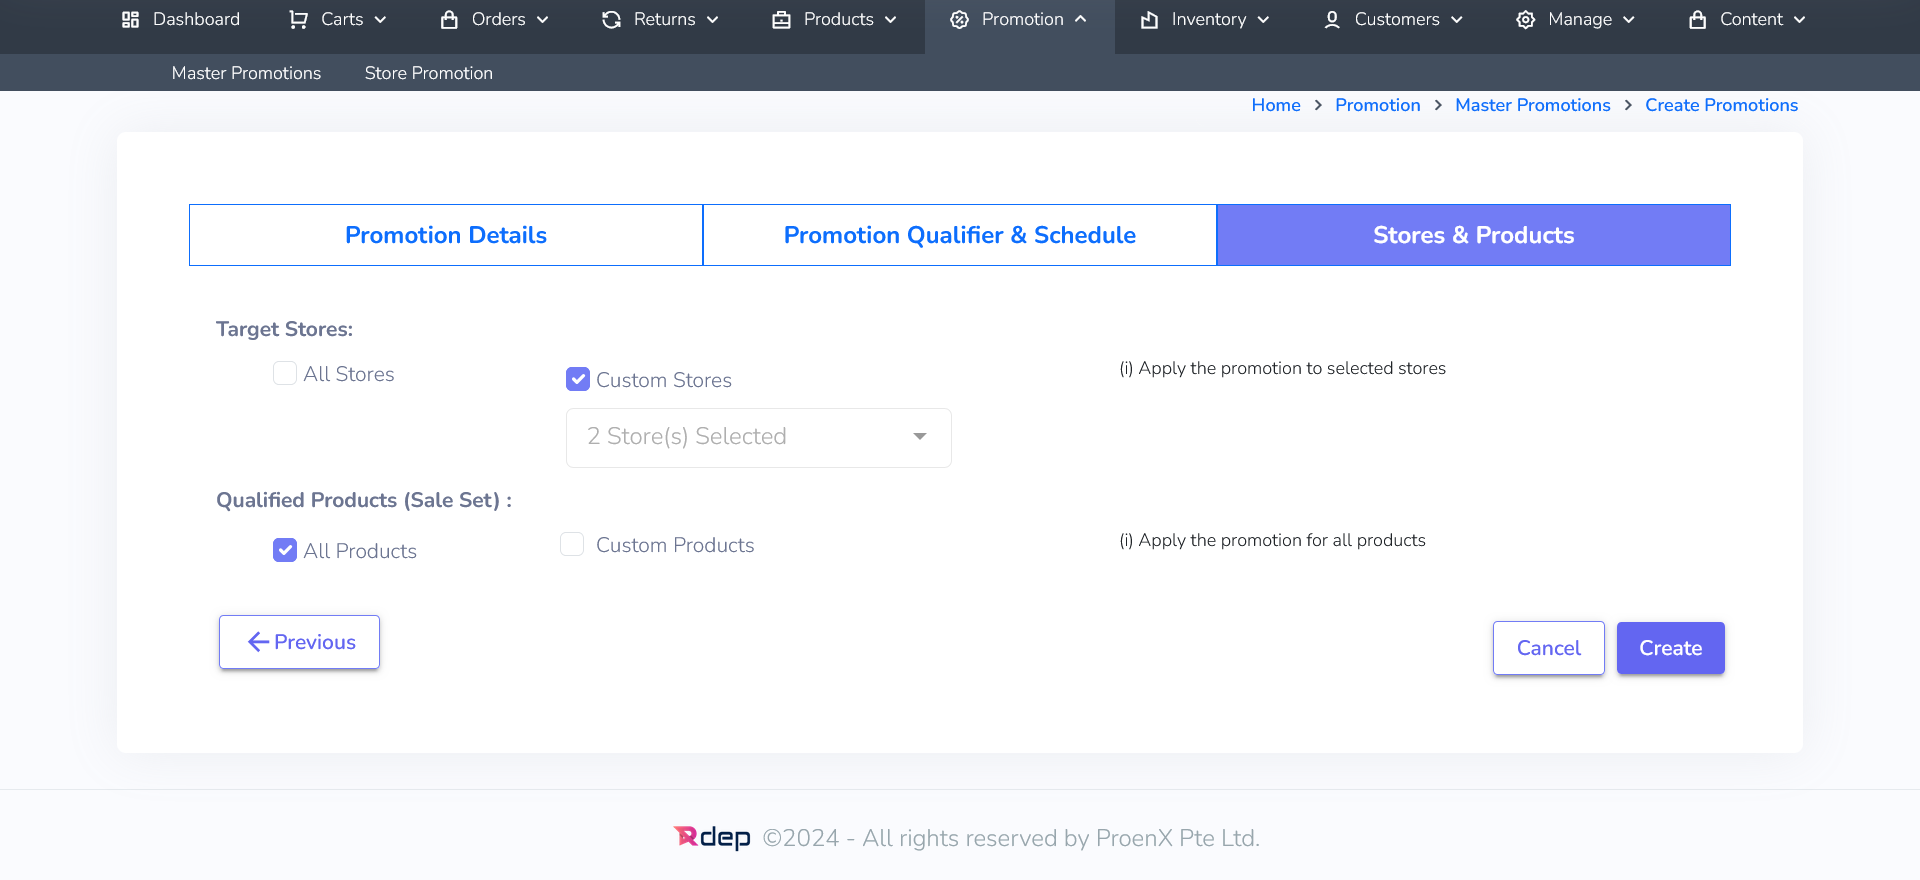 Dashboard Carts Orders Returns Products Promotion Inventory Customers Manage Content
Master Promotions Store Promotion
Home > Promotion > Master Promotions > Create Promotions
Promotion Details Promotion Qualifier & Schedule Stores & Products
Target Stores:
All Stores Custom Stores (i) Apply the promotion to selected stores
2 Store(s) Selected
Qualified Products (Sale Set) :
All Products Custom Products (i) Apply the promotion for all products
Previous Cancel Create
Rdep ©2024 - All rights reserved by ProenX Pte Ltd.